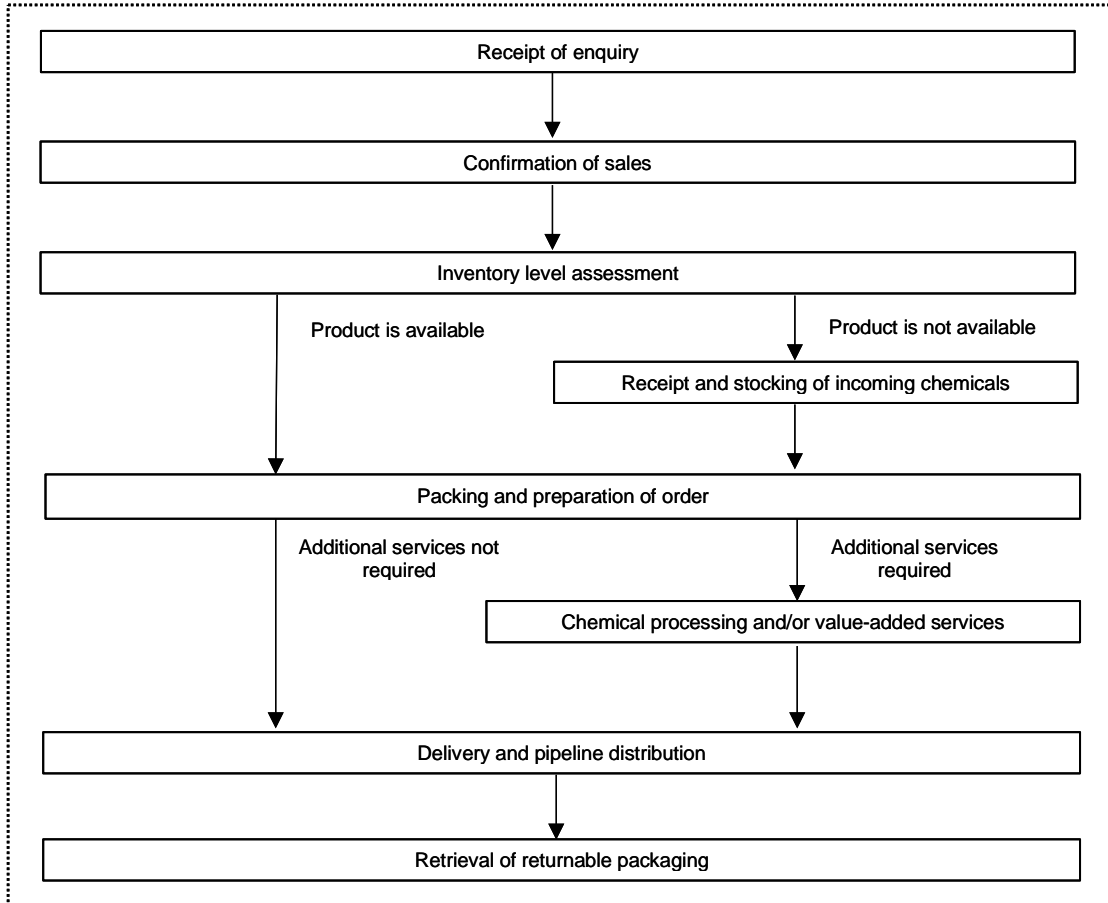 Receipt of enquiry
Confirmation of sales
Inventory level assessment
Product is available
Product is not available
Receipt and stocking of incoming chemicals
Packing and preparation of order
Additional services not
required
Additional services
required
Chemical processing and/or value-added services
Delivery and pipeline distribution
Retrieval of returnable packaging